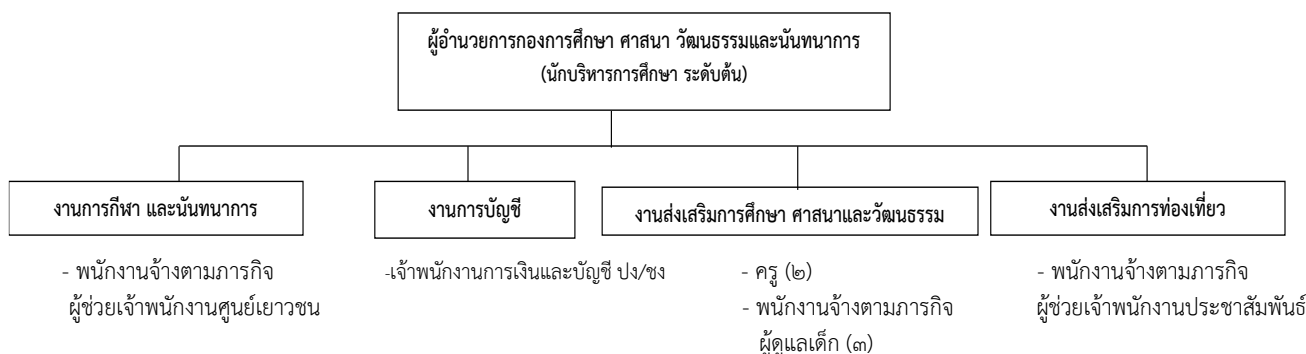 ผู้อำนวยการกองการศึกษา ศาสนา วัฒนธรรมและนันทนาการ
(นักบริหารการศึกษา ระดับต้น)
งานการกีฬา และนันทนาการ
- พนักงานจ้างตามภารกิจ
ผู้ช่วยเจ้าพนักงานศูนย์เยาวชน
งานการบัญชี
-เจ้าพนักงานการเงินและบัญชี ปง/ชง
งานส่งเสริมการศึกษา ศาสนาและวัฒนธรรม
- ครู (๒)
- พนักงานจ้างตามภารกิจ
ผู้ดูแลเด็ก (๓)
งานส่งเสริมการท่องเที่ยว
- พนักงานจ้างตามภารกิจ
ผู้ช่วยเจ้าพนักงานประชาสัมพันธ์